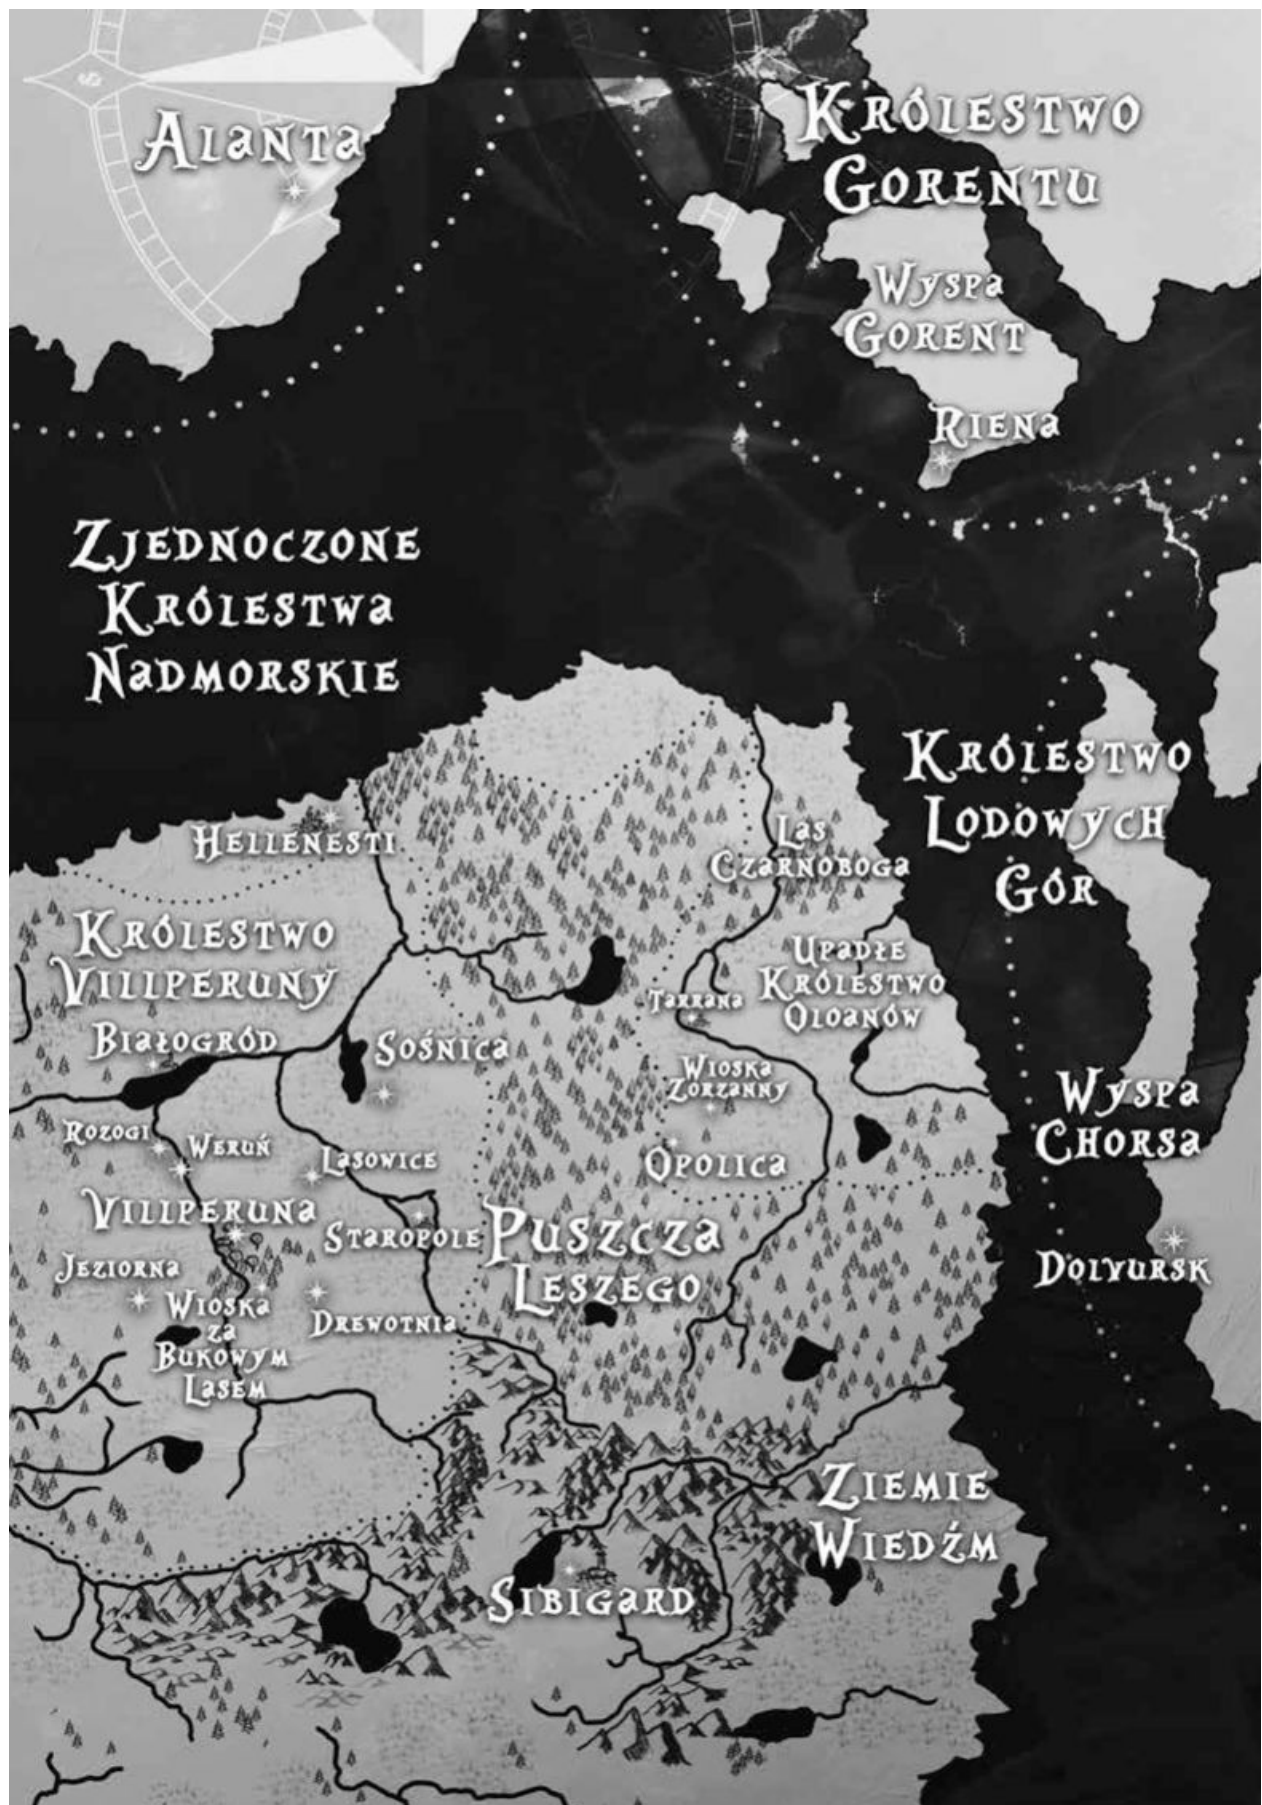 S
Alanta
Królestwo
Gorentu
Wyspa
Gorent
Riena
Zjednoczone
Królestwa
Nadmorskie
Królestwo
Lodowych
Gór
Hellenesti
Las
Czarnoboga
Królestwo
Villperuny
Upadłe
Królestwo
Oloanów
Tarrana
Białogród
Sośnica
Wioska
Zorzanny
Wyspa
Chorsa
Rozogi
Weruń
Lasowice
Opolica
Villperuna
Staropole
Puszcza
Leszego
Jeziorna
Wioska
za
Bukowym
Lasem
Drewotnia
Dolvursk
Ziemie
Wiedźm
Sibigard